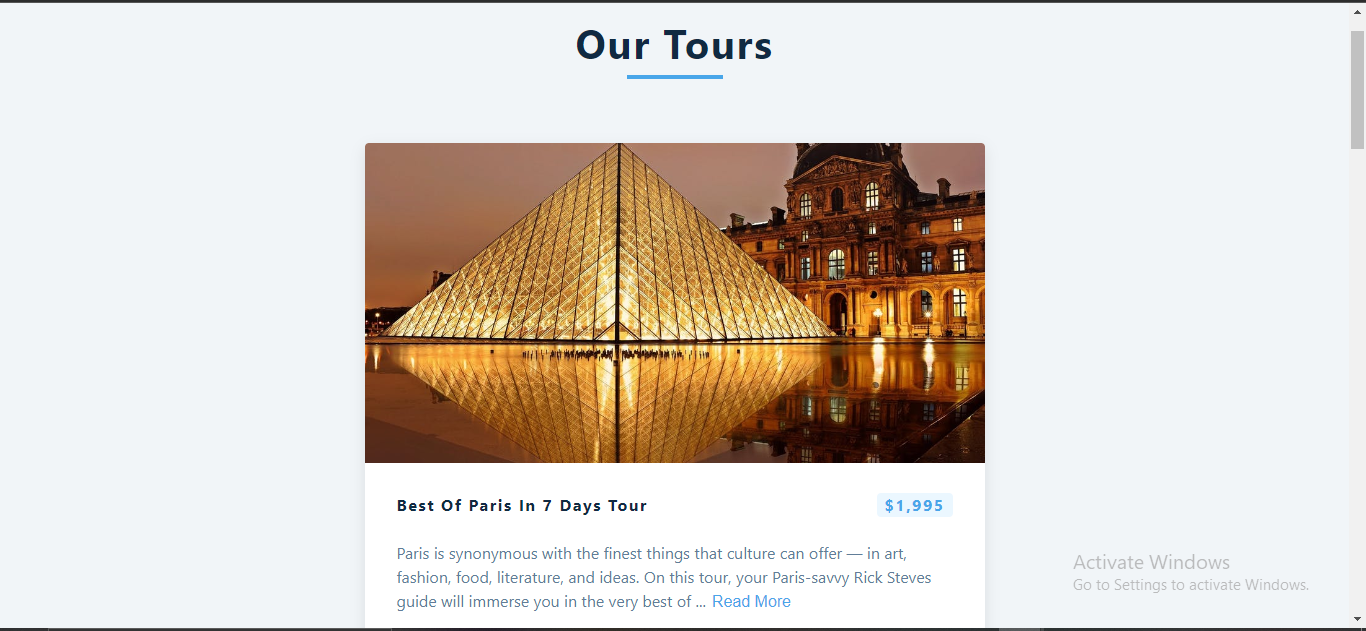 Our Tours
Best Of Paris In 7 Days Tour
$1,995
Paris is synonymous with the finest things that culture can offer — in art,
fashion, food, literature, and ideas. On this tour, your Paris-savvy Rick Steves
guide will immerse you in the very best of ... Read More
Activate Windows
Go to Settings to activate Windows.